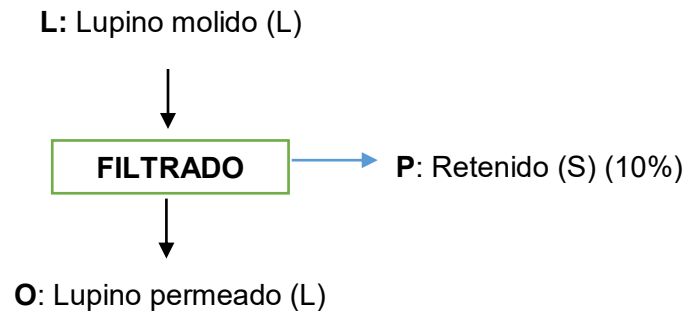 L: Lupino molido (L)
FILTRADO
P: Retenido (S) (10%)
O: Lupino permeado (L)